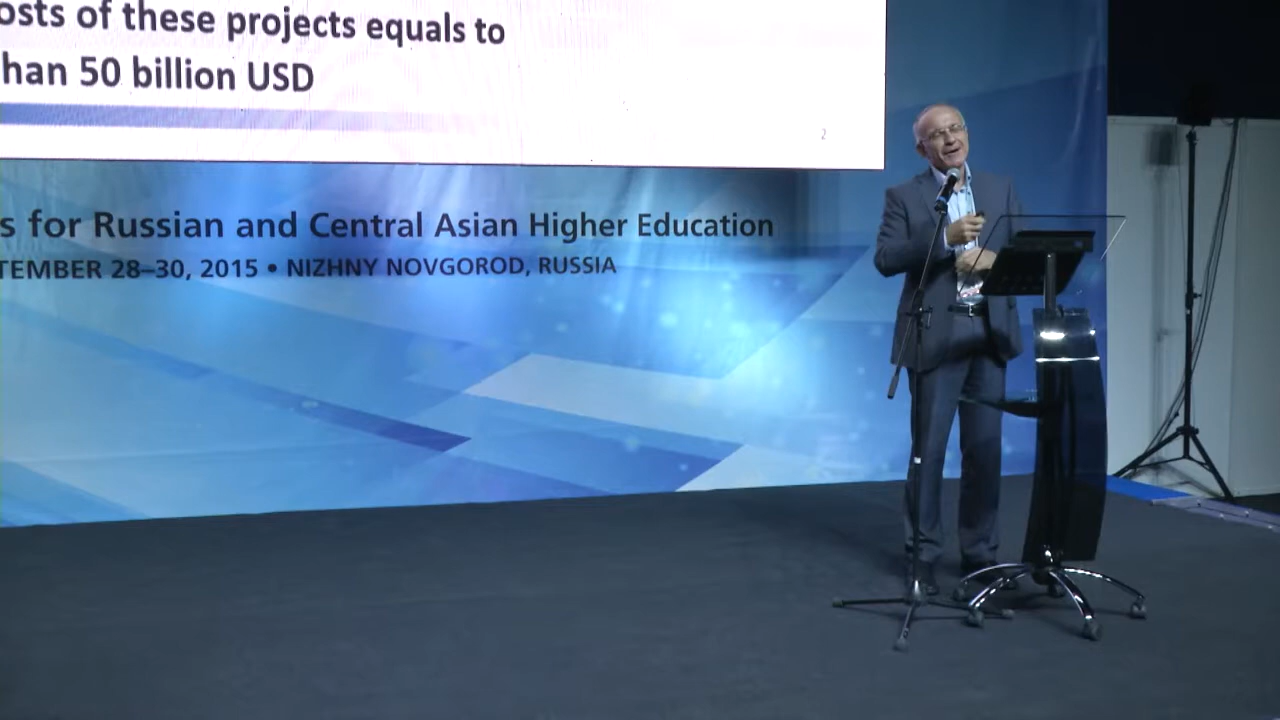 osts of these projects equals to
han 50 billion USD
2
s for Russian and Central Asian Higher Education
TEMBER 28–30, 2015 • NIZHNY NOVGOROD, RUSSIA